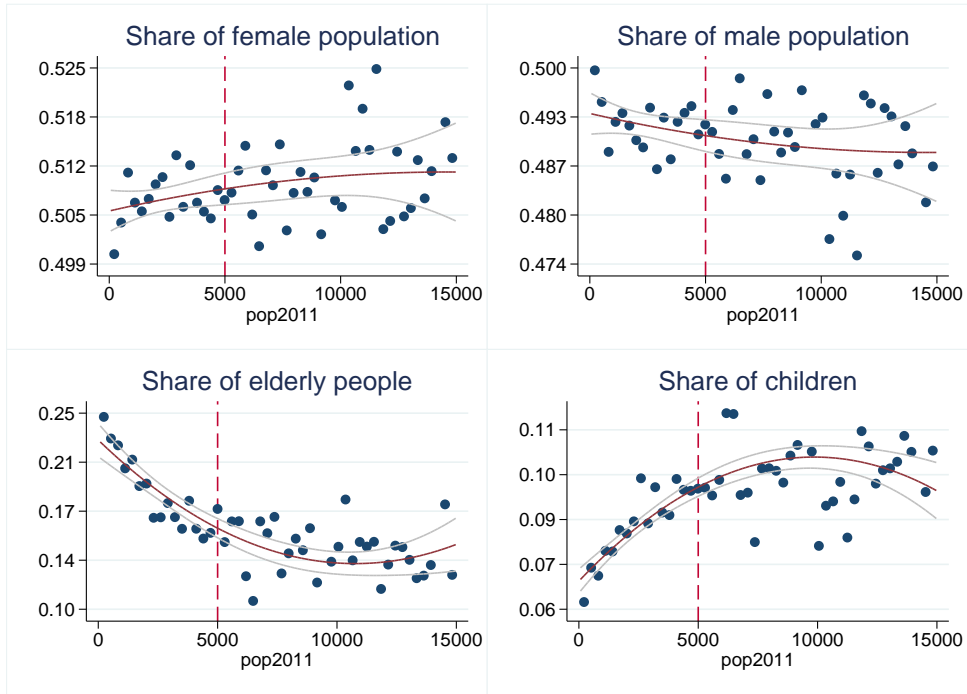 Share of female population
0.525
0.518
0.512
0.505
0.499
0 5000 10000 15000
pop2011
Share of male population
0.500
0.493
0.487
0.480
0.474
0 5000 10000 15000
pop2011
Share of elderly people
0.25
0.21
0.17
0.14
0.10
0 5000 10000 15000
pop2011
Share of children
0.11
0.10
0.09
0.07
0.06
0 5000 10000 15000
pop2011